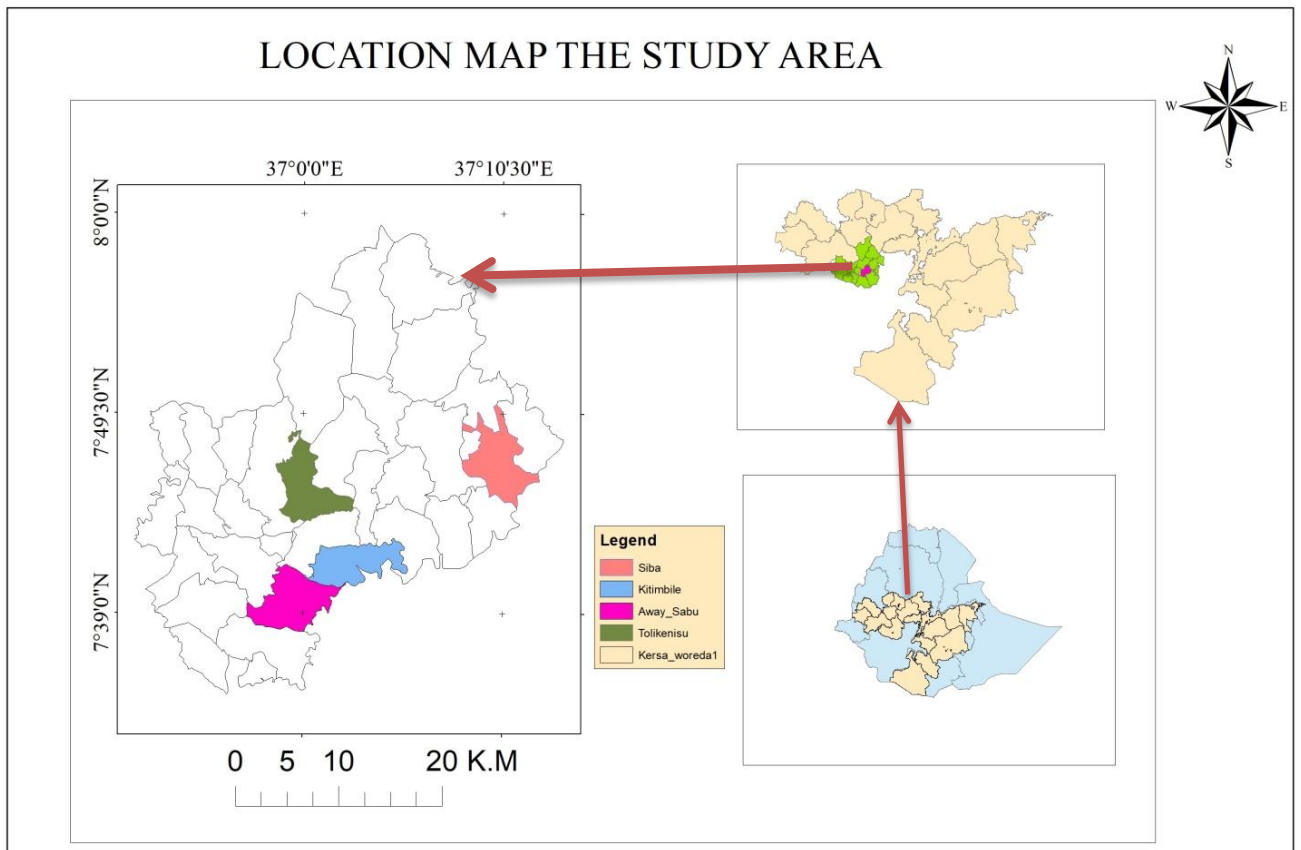 LOCATION MAP THE STUDY AREA
N
W E
S
37°0'0"E 37°10'30"E
8°0'0"N
7°49'30"N
7°39'0"N
Legend
Siba
Kitimbile
Away_Sabu
Tolikenisu
Kersa_woreda1
0 5 10 20 K.M